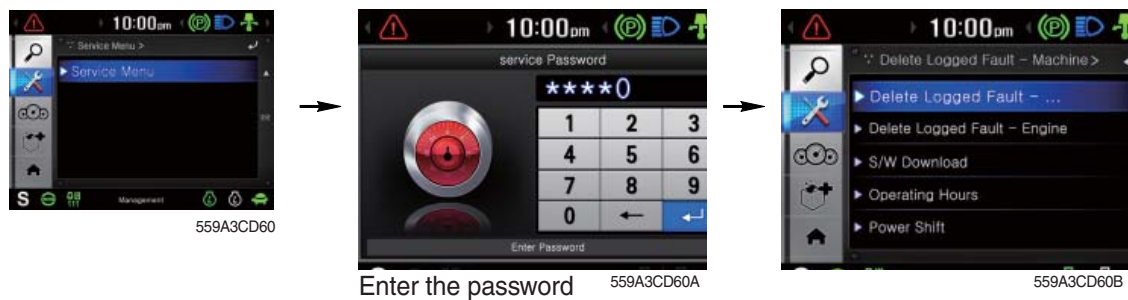 10:00pm
Service Menu >
Service Menu
S
Management
559A3CD60
10:00pm
service Password
****0
1 2 3
4 5 6
7 8 9
0 ←
Enter Password
Enter the password
559A3CD60A
10:00pm
Delete Logged Fault - Machine>
Delete Logged Fault - ...
Delete Logged Fault - Engine
S/W Download
Operating Hours
Power Shift
559A3CD60B